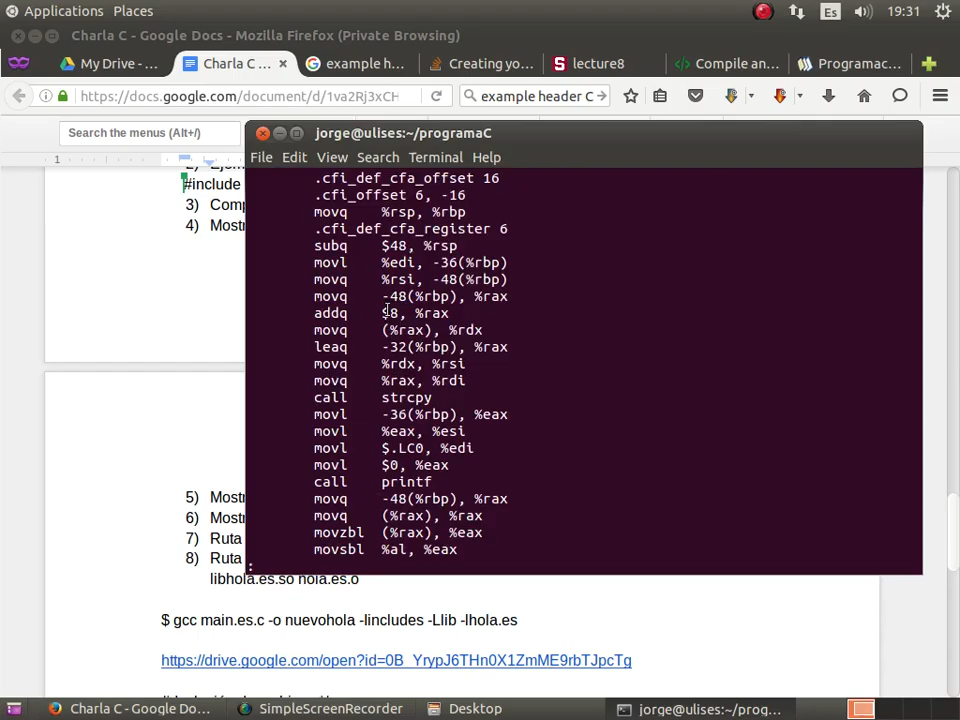 Applications Places Es 19:31
Charla C - Google Docs - Mozilla Firefox (Private Browsing)
My Drive - ... Charla C ... example h... Creating yo... lecture8 Compile an... Programac...
https://docs.google.com/document/d/1va2Rj3xCH example header C
Search the menus (Alt+/)
jorge@ulises:~/programaC
File Edit View Search Terminal Help
1
#include
3) Comp
4) Mostr
.cfi_def_cfa_offset 16
.cfi_offset 6, -16
movq %rsp, %rbp
.cfi_def_cfa_register 6
subq $48, %rsp
movl %edi, -36(%rbp)
movq %rsi, -48(%rbp)
movq -48(%rbp), %rax
addq $8, %rax
movq (%rax), %rdx
leaq -32(%rbp), %rax
movq %rdx, %rsi
movq %rax, %rdi
call strcpy
movl -36(%rbp), %eax
movl %eax, %esi
movl $.LC0, %edi
movl $0, %eax
call printf
movq -48(%rbp), %rax
movq (%rax), %rax
movzbl (%rax), %eax
movsbl %al, %eax
:
5) Mostr
6) Mostr
7) Ruta
8) Ruta
libhola.es.so hola.es.o
$ gcc main.es.c -o nuevohola -Iincludes -Llib -lhola.es
https://drive.google.com/open?id=0B_YrypJ6THn0X1ZmME9rbTJpcTg
Charla C - Google Do... SimpleScreenRecorder Desktop jorge@ulises:~/prog...